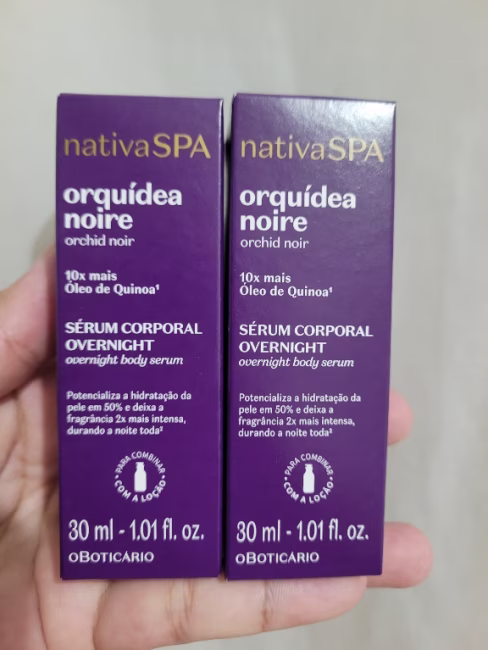 nativaSPA
orquídea
noire
orchid noir
10x mais
Óleo de Quinoa¹
SÉRUM CORPORAL
OVERNIGHT
overnight body serum
Potencializa a hidratação da
pele em 50% e deixa a
fragrância 2x mais intensa,
durando a noite toda²
PARA COMBINAR
COM A LOÇÃO
30 ml - 1.01 fl. oz.
oBOTICÁRIO
nativaSPA
orquídea
noire
orchid noir
10x mais
Óleo de Quinoa¹
SÉRUM CORPORAL
OVERNIGHT
overnight body serum
Potencializa a hidratação da
pele em 50% e deixa a
fragrância 2x mais intensa,
durando a noite toda²
PARA COMBINAR
COM A LOÇÃO
30 ml - 1.01 fl. oz.
oBOTICÁRIO